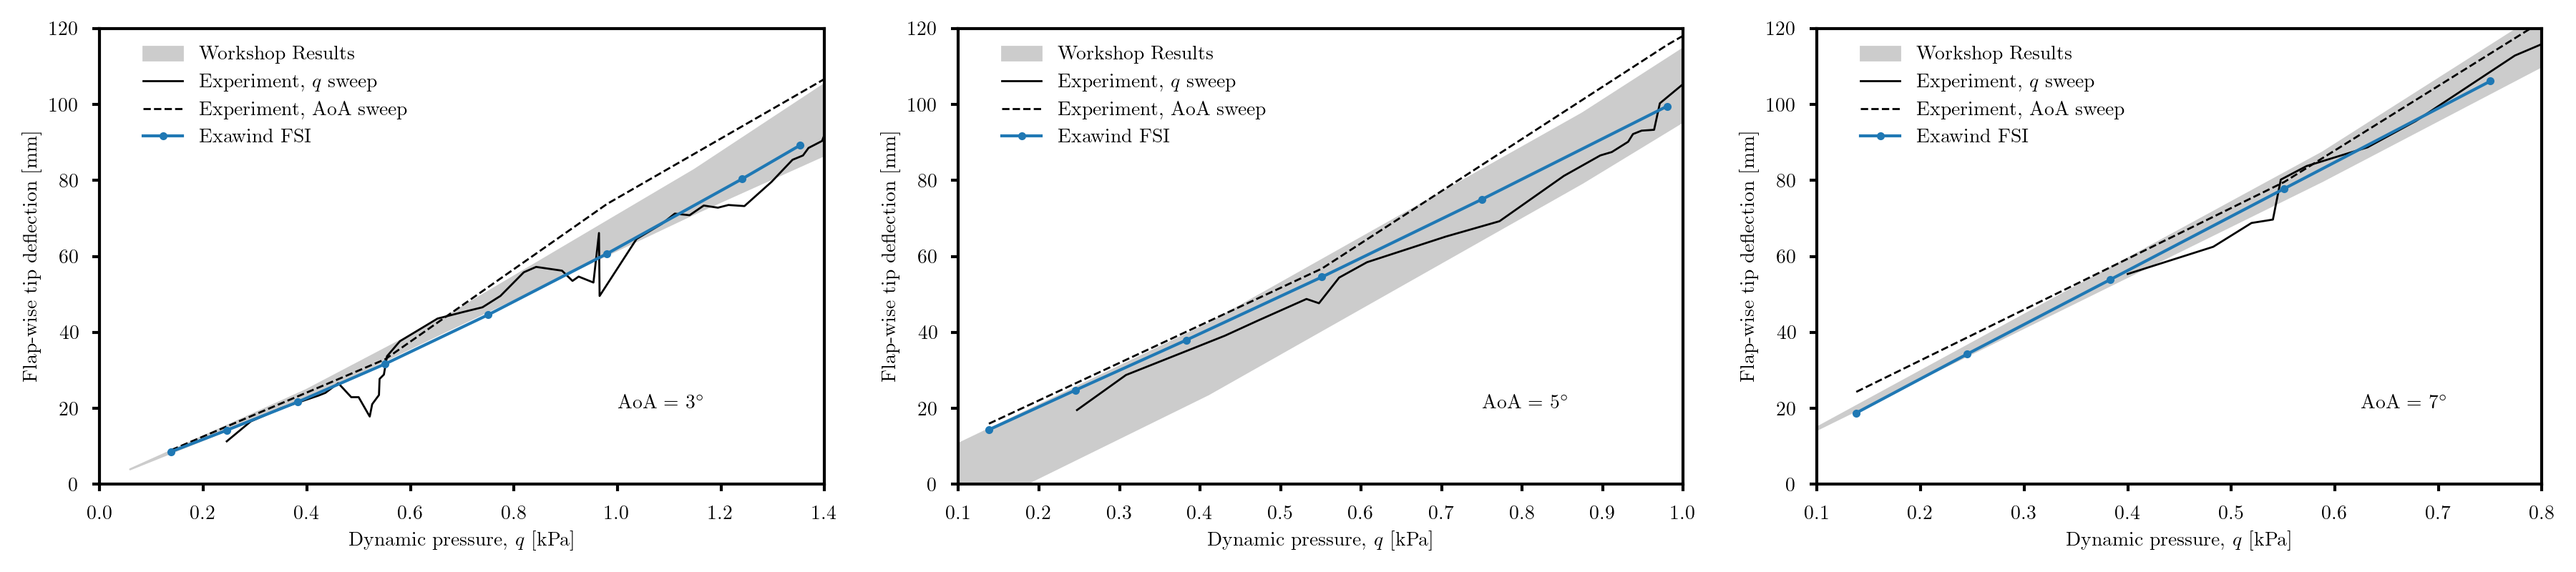 120
100
80
60
40
20
0
Flap-wise tip deflection [mm]
Workshop Results
Experiment, q sweep
Experiment, AoA sweep
Exawind FSI
AoA = 3°
0.0 0.2 0.4 0.6 0.8 1.0 1.2 1.4
Dynamic pressure, q [kPa]
120
100
80
60
40
20
0
Flap-wise tip deflection [mm]
Workshop Results
Experiment, q sweep
Experiment, AoA sweep
Exawind FSI
AoA = 5°
0.1 0.2 0.3 0.4 0.5 0.6 0.7 0.8 0.9 1.0
Dynamic pressure, q [kPa]
120
100
80
60
40
20
0
Flap-wise tip deflection [mm]
Workshop Results
Experiment, q sweep
Experiment, AoA sweep
Exawind FSI
AoA = 7°
0.1 0.2 0.3 0.4 0.5 0.6 0.7 0.8
Dynamic pressure, q [kPa]